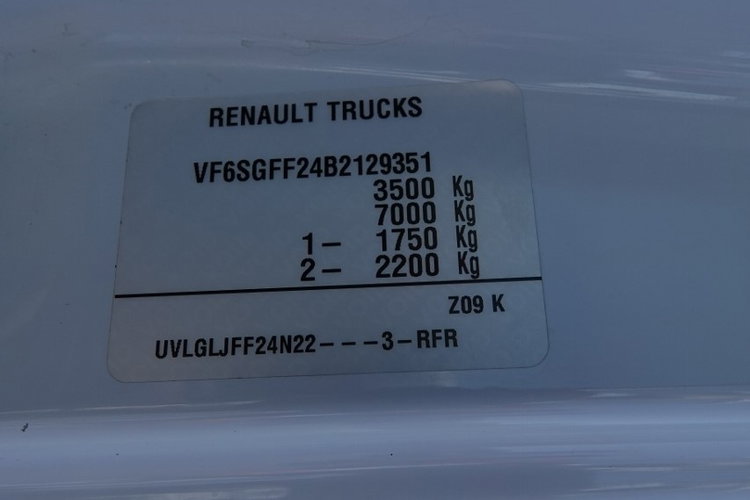 RENAULT TRUCKS
VF6SGFF24B2129351
3500 Kg
7000 Kg
1- 1750 Kg
2- 2200 Kg
Z09 K
UVLGLJFF24N22---3-RFR